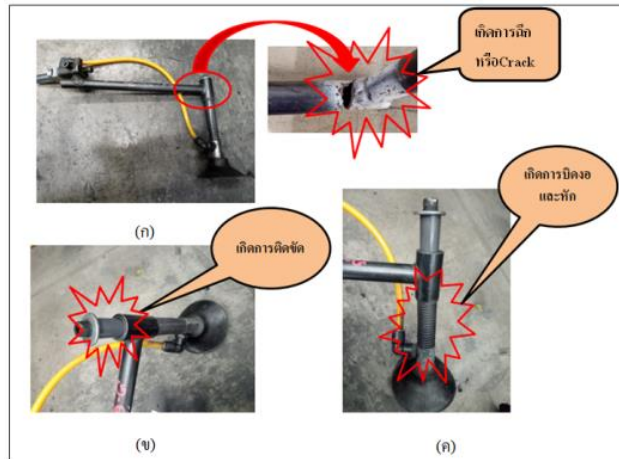 เกิดการฉีก
หรือCrack
(ก)
เกิดการติดขัด
เกิดการบิดงอ
และหัก
(ข)
(ค)